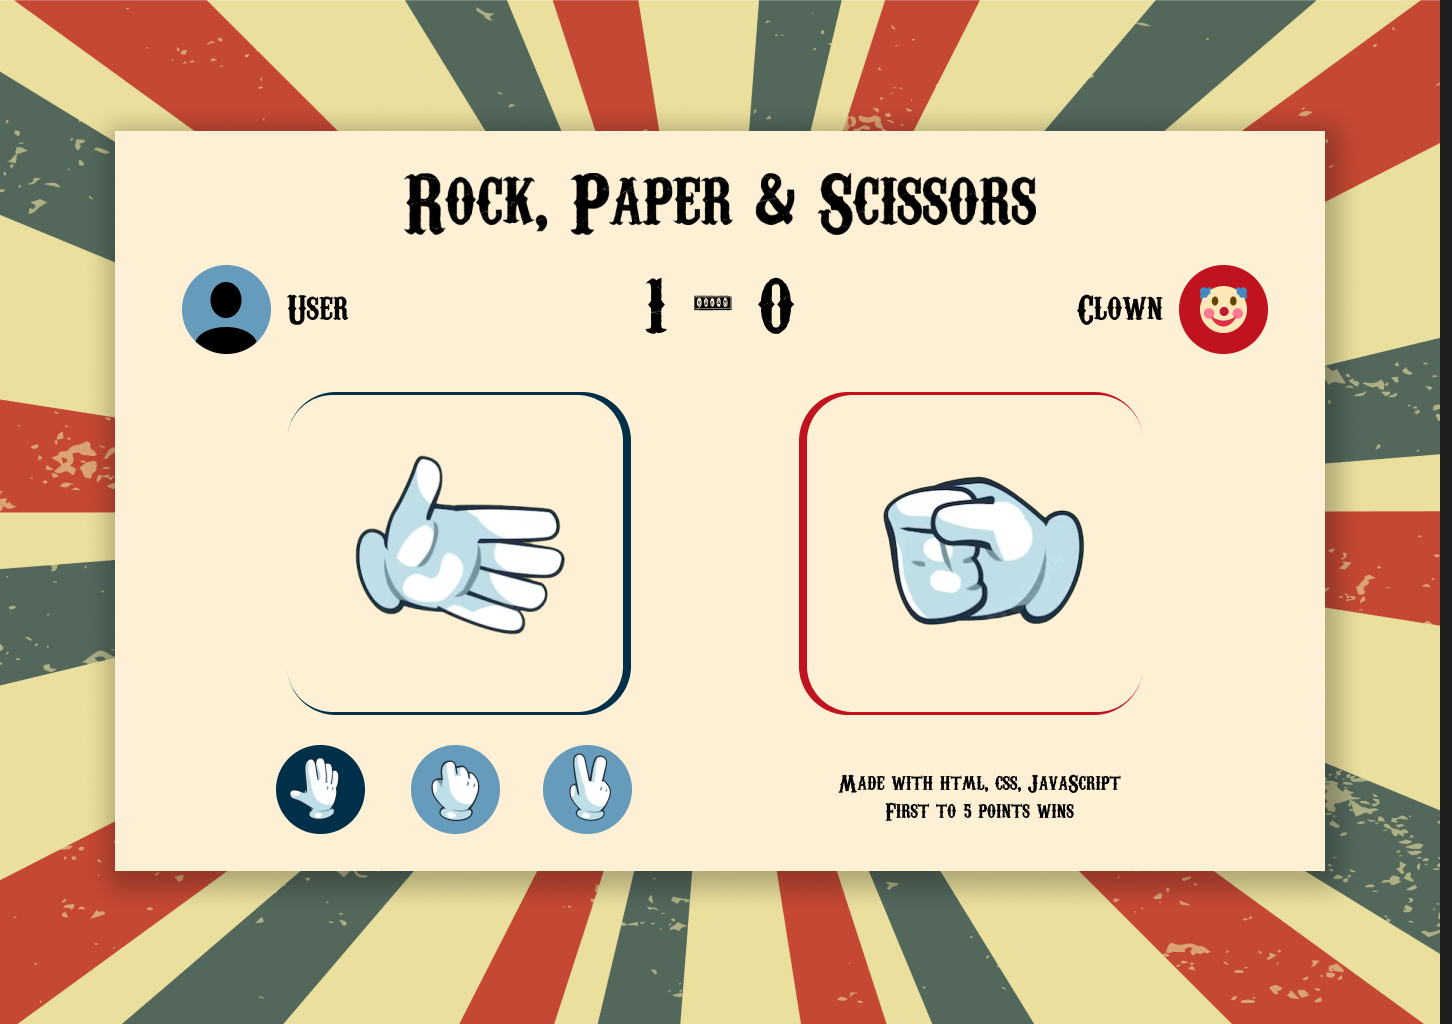 Rock, Paper & Scissors
User
1 - 0
Clown
Made with html, css, JavaScript
First to 5 points wins